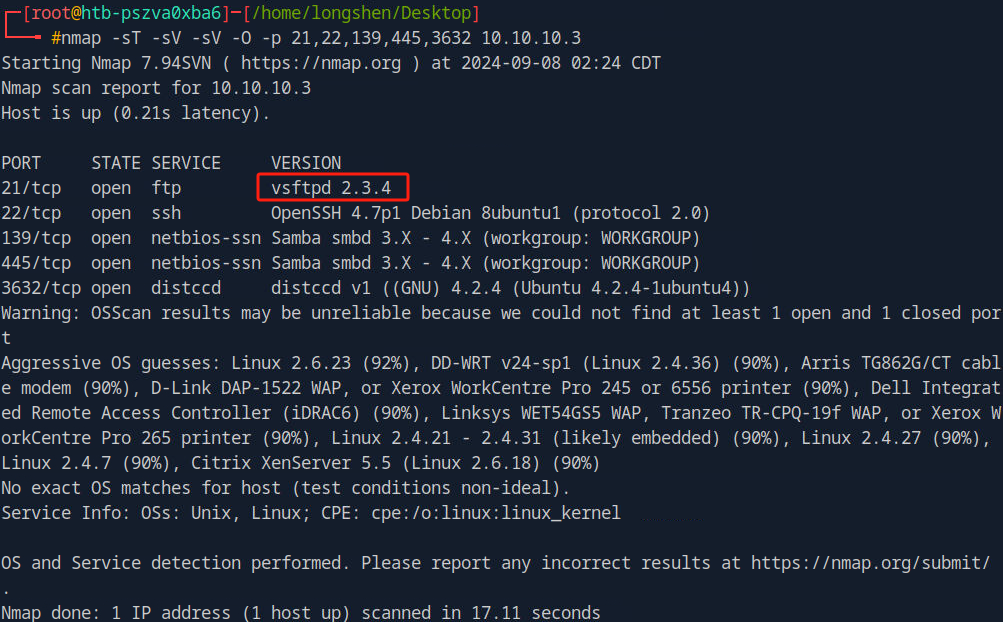 [root@htb-pszva0xba6]─[/home/longshen/Desktop]
#nmap -sT -sV -sV -O -p 21,22,139,445,3632 10.10.10.3
Starting Nmap 7.94SVN ( https://nmap.org ) at 2024-09-08 02:24 CDT
Nmap scan report for 10.10.10.3
Host is up (0.21s latency).

PORT     STATE SERVICE     VERSION
21/tcp   open  ftp         vsftpd 2.3.4
22/tcp   open  ssh         OpenSSH 4.7p1 Debian 8ubuntu1 (protocol 2.0)
139/tcp  open  netbios-ssn Samba smbd 3.X - 4.X (workgroup: WORKGROUP)
445/tcp  open  netbios-ssn Samba smbd 3.X - 4.X (workgroup: WORKGROUP)
3632/tcp open  distccd     distccd v1 ((GNU) 4.2.4 (Ubuntu 4.2.4-1ubuntu4))
Warning: OSScan results may be unreliable because we could not find at least 1 open and 1 closed por
t
Aggressive OS guesses: Linux 2.6.23 (92%), DD-WRT v24-sp1 (Linux 2.4.36) (90%), Arris TG862G/CT cabl
e modem (90%), D-Link DAP-1522 WAP, or Xerox WorkCentre Pro 245 or 6556 printer (90%), Dell Integrat
ed Remote Access Controller (iDRAC6) (90%), Linksys WET54GS5 WAP, Tranzeo TR-CPQ-19f WAP, or Xerox W
orkCentre Pro 265 printer (90%), Linux 2.4.21 - 2.4.31 (likely embedded) (90%), Linux 2.4.27 (90%),
Linux 2.4.7 (90%), Citrix XenServer 5.5 (Linux 2.6.18) (90%)
No exact OS matches for host (test conditions non-ideal).
Service Info: OSs: Unix, Linux; CPE: cpe:/o:linux:linux_kernel

OS and Service detection performed. Please report any incorrect results at https://nmap.org/submit/
.
Nmap done: 1 IP address (1 host up) scanned in 17.11 seconds